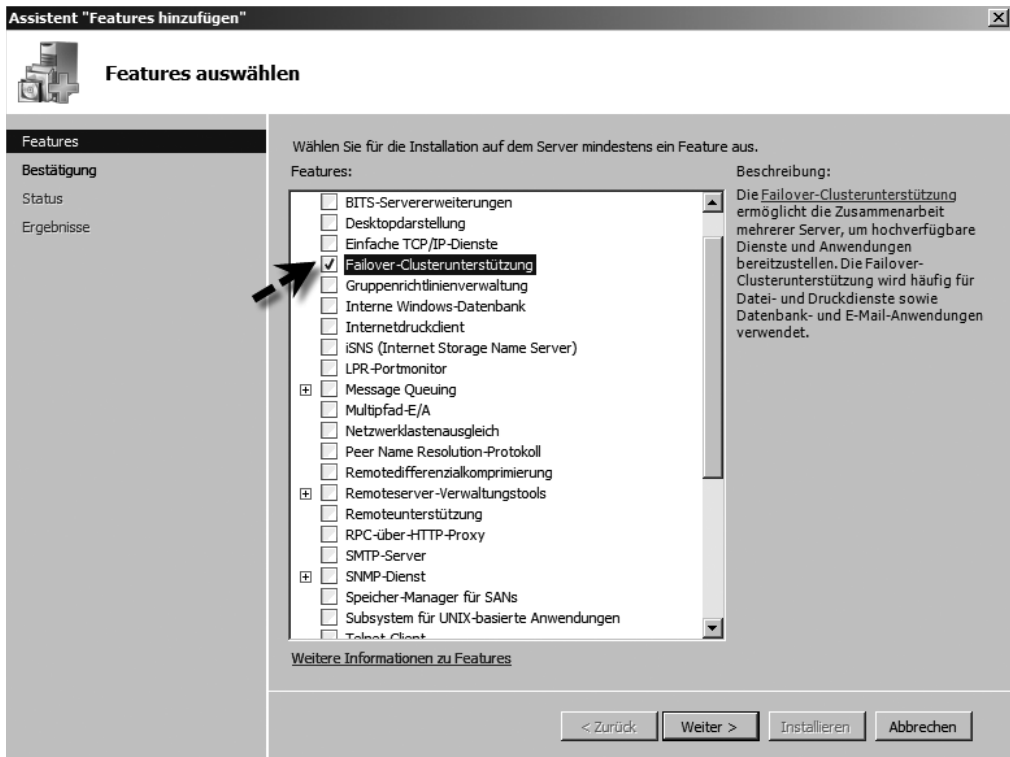 Assistent "Features hinzufügen"
Features auswählen
Features
Bestätigung
Status
Ergebnisse
Wählen Sie für die Installation auf dem Server mindestens ein Feature aus.
Features:
BITS-Servererweiterungen
Desktopdarstellung
Einfache TCP/IP-Dienste
Failover-Clusterunterstützung
Gruppenrichtlinienverwaltung
Interne Windows-Datenbank
Internetdruckclient
iSNS (Internet Storage Name Server)
LPR-Portmonitor
Message Queuing
Multipfad-E/A
Netzwerklastenausgleich
Peer Name Resolution-Protokoll
Remotedifferenzialkomprimierung
Remoteserver-Verwaltungstools
Remoteunterstützung
RPC-über-HTTP-Proxy
SMTP-Server
SNMP-Dienst
Speicher-Manager für SANs
Subsystem für UNIX-basierte Anwendungen
Telnet-Client
Weitere Informationen zu Features
Beschreibung:
Die Failover-Clusterunterstützung
ermöglicht die Zusammenarbeit
mehrerer Server, um hochverfügbare
Dienste und Anwendungen
bereitzustellen. Die Failover-
Clusterunterstützung wird häufig für
Datei- und Druckdienste sowie
Datenbank- und E-Mail-Anwendungen
verwendet.
< Zurück
Weiter >
Installieren
Abbrechen